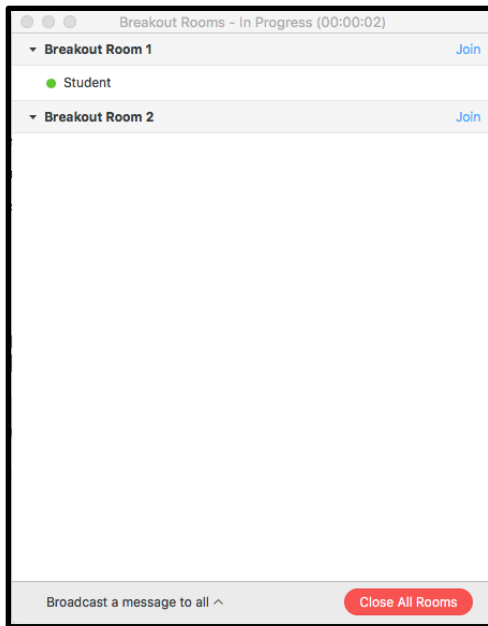 Breakout Rooms - In Progress (00:00:02)
Breakout Room 1 Join
Student
Breakout Room 2 Join
Broadcast a message to all Close All Rooms